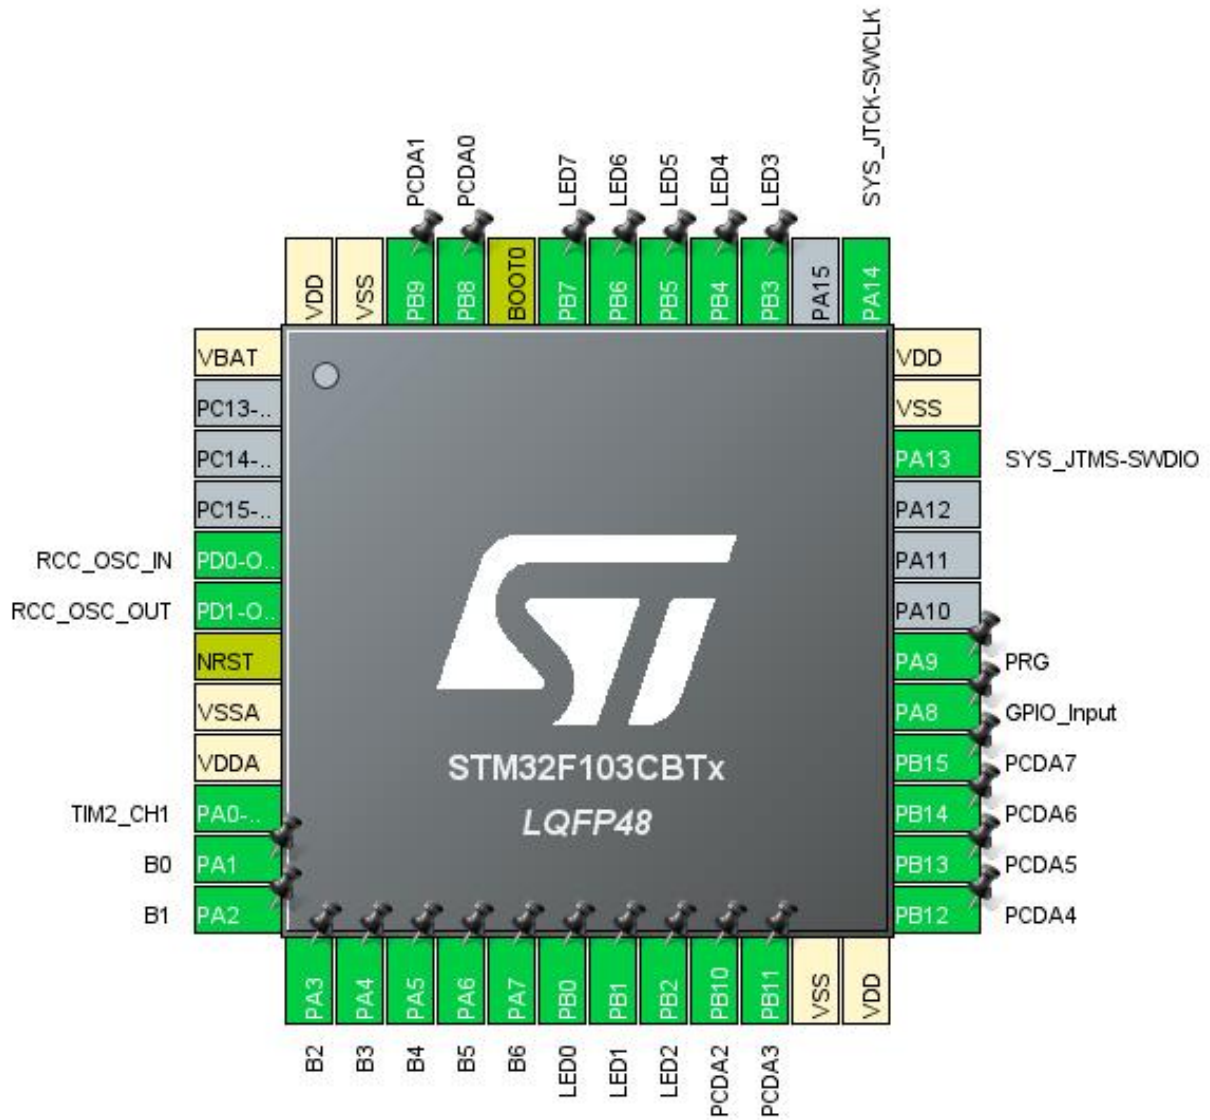 SYS_JTCK-SWCLK
PCDA1
PCDA0
LED7
LED6
LED5
LED4
LED3
VDD
VSS
PB9
PB8
BOOT0
PB7
PB6
PB5
PB4
PB3
PA15
PA14
VBAT
PC13-..
PC14-..
PC15-..
RCC_OSC_IN PD0-O..
RCC_OSC_OUT PD1-O..
NRST
VSSA
VDDA
TIM2_CH1 PA0-..
B0 PA1
B1 PA2
VDD
VSS
PA13 SYS_JTMS-SWDIO
PA12
PA11
PA10
PA9 PRG
PA8 GPIO_Input
PB15 PCDA7
PB14 PCDA6
PB13 PCDA5
PB12 PCDA4
ST
STM32F103CBTx
LQFP48
PA3
PA4
PA5
PA6
PA7
PB0
PB1
PB2
PB10
PB11
VSS
VDD
B2
B3
B4
B5
B6
LED0
LED1
LED2
PCDA2
PCDA3